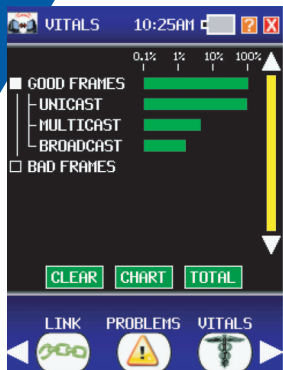 VITALS 10:25AM ? X
0.1% 1% 10% 100%
GOOD FRAMES
UNICAST
MULTICAST
BROADCAST
BAD FRAMES
CLEAR CHART TOTAL
LINK PROBLEMS VITALS
!